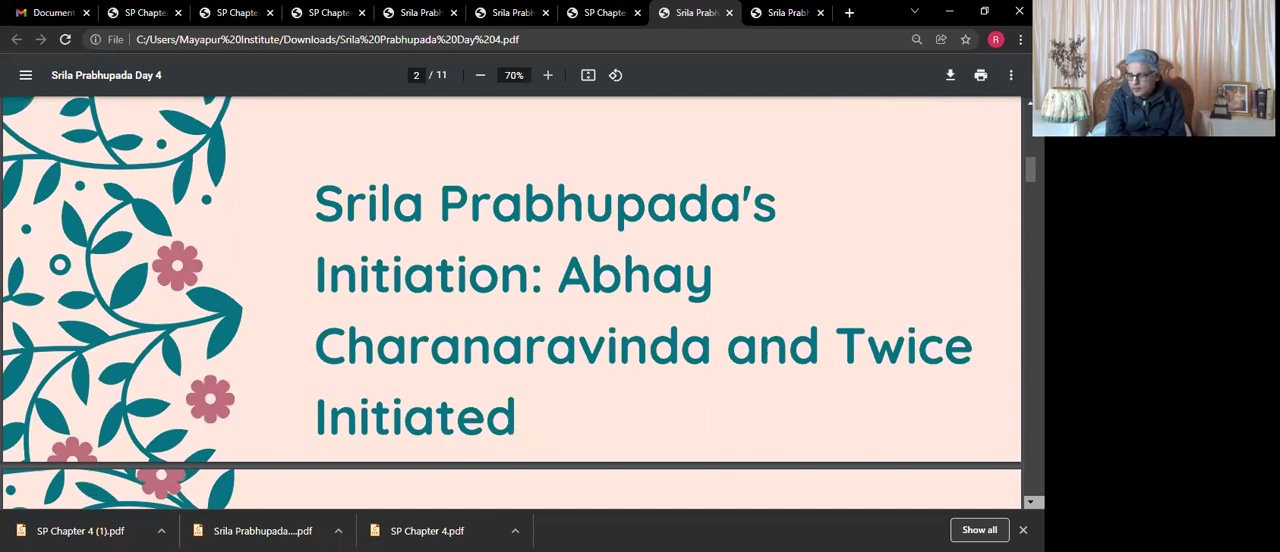 Document
SP Chapte
SP Chapte
SP Chapte
Srila Prabh
Srila Prabh
SP Chapte
Srila Prabh
Srila Prabh
File
C:/Users/Mayapur%20Institute/Downloads/Srila%20Prabhupada%20Day%204.pdf
R
Srila Prabhupada Day 4
2 / 11
70%
Srila Prabhupada's
Initiation: Abhay
Charanaravinda and Twice
Initiated
SP Chapter 4 (1).pdf
Srila Prabhupada....pdf
SP Chapter 4.pdf
Show all